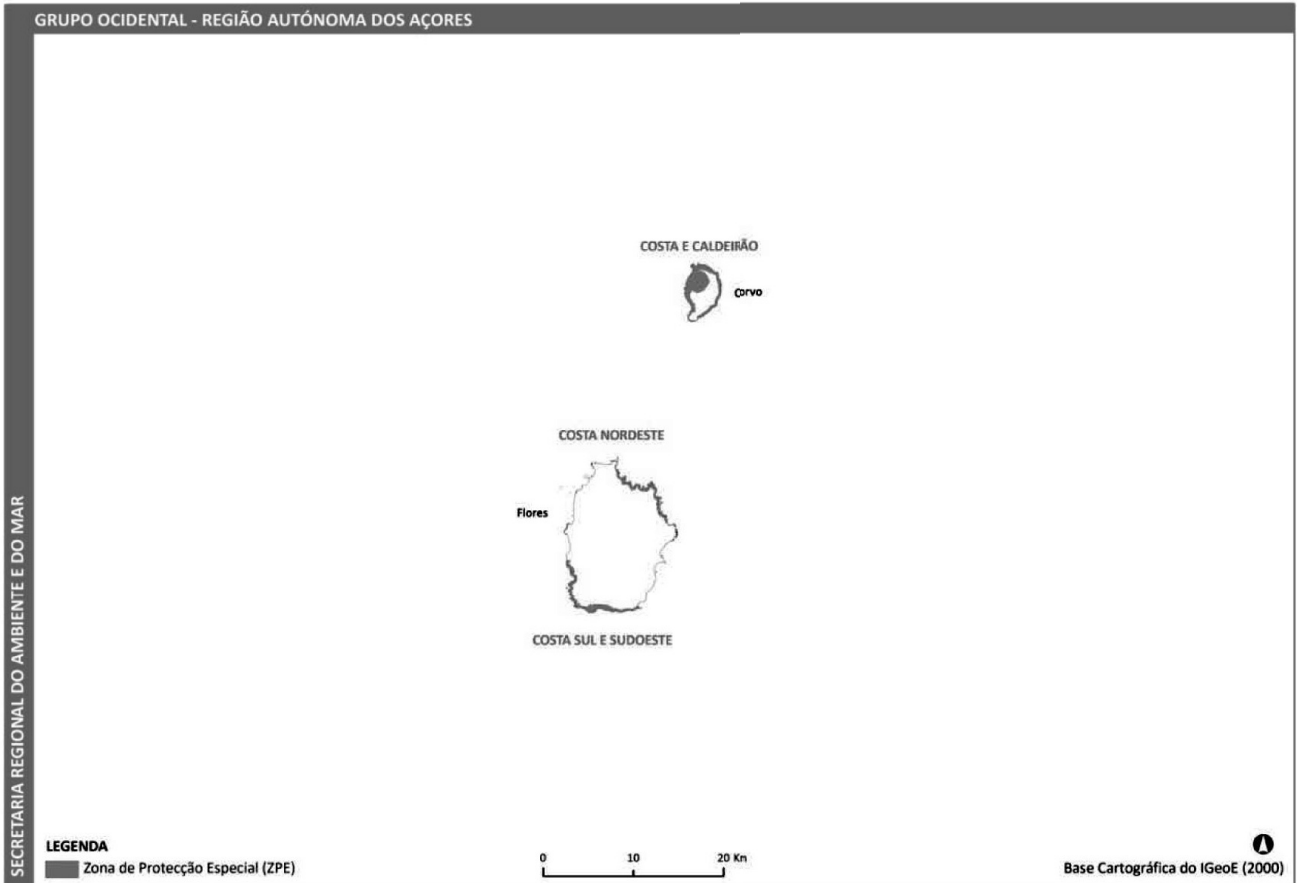 GRUPO OCIDENTAL - REGIÃO AUTÓNOMA DOS AÇORES
SECRETARIA REGIONAL DO AMBIENTE E DO MAR
COSTA E CALDEIRÃO
Corvo
COSTA NORDESTE
Flores
COSTA SUL E SUDOESTE
LEGENDA
Zona de Protecção Especial (ZPE)
0 10 20 Km
Base Cartográfica do IGeoE (2000)